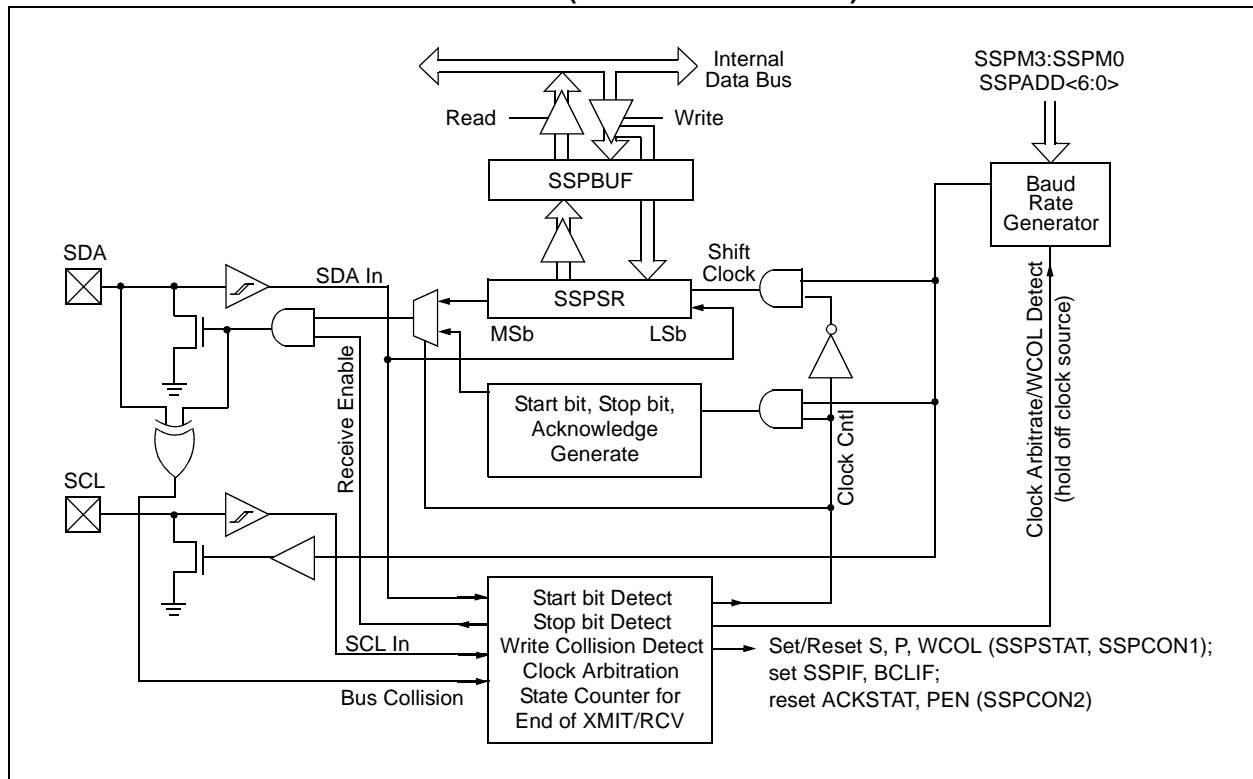 Internal
Data Bus
SSPM3:SSPM0
SSPADD<6:0>
Read
Write
SSPBUF
Baud
Rate
Generator
SDA
SDA In
Shift
Clock
SSPSR
MSb
LSb
Receive Enable
Start bit, Stop bit,
Acknowledge
Generate
Clock Cntl
Clock Arbitrate/WCOL Detect
(hold off clock source)
SCL
SCL In
Bus Collision
Start bit Detect
Stop bit Detect
Write Collision Detect
Clock Arbitration
State Counter for
End of XMIT/RCV
Set/Reset S, P, WCOL (SSPSTAT, SSPCON1);
set SSPIF, BCLIF;
reset ACKSTAT, PEN (SSPCON2)